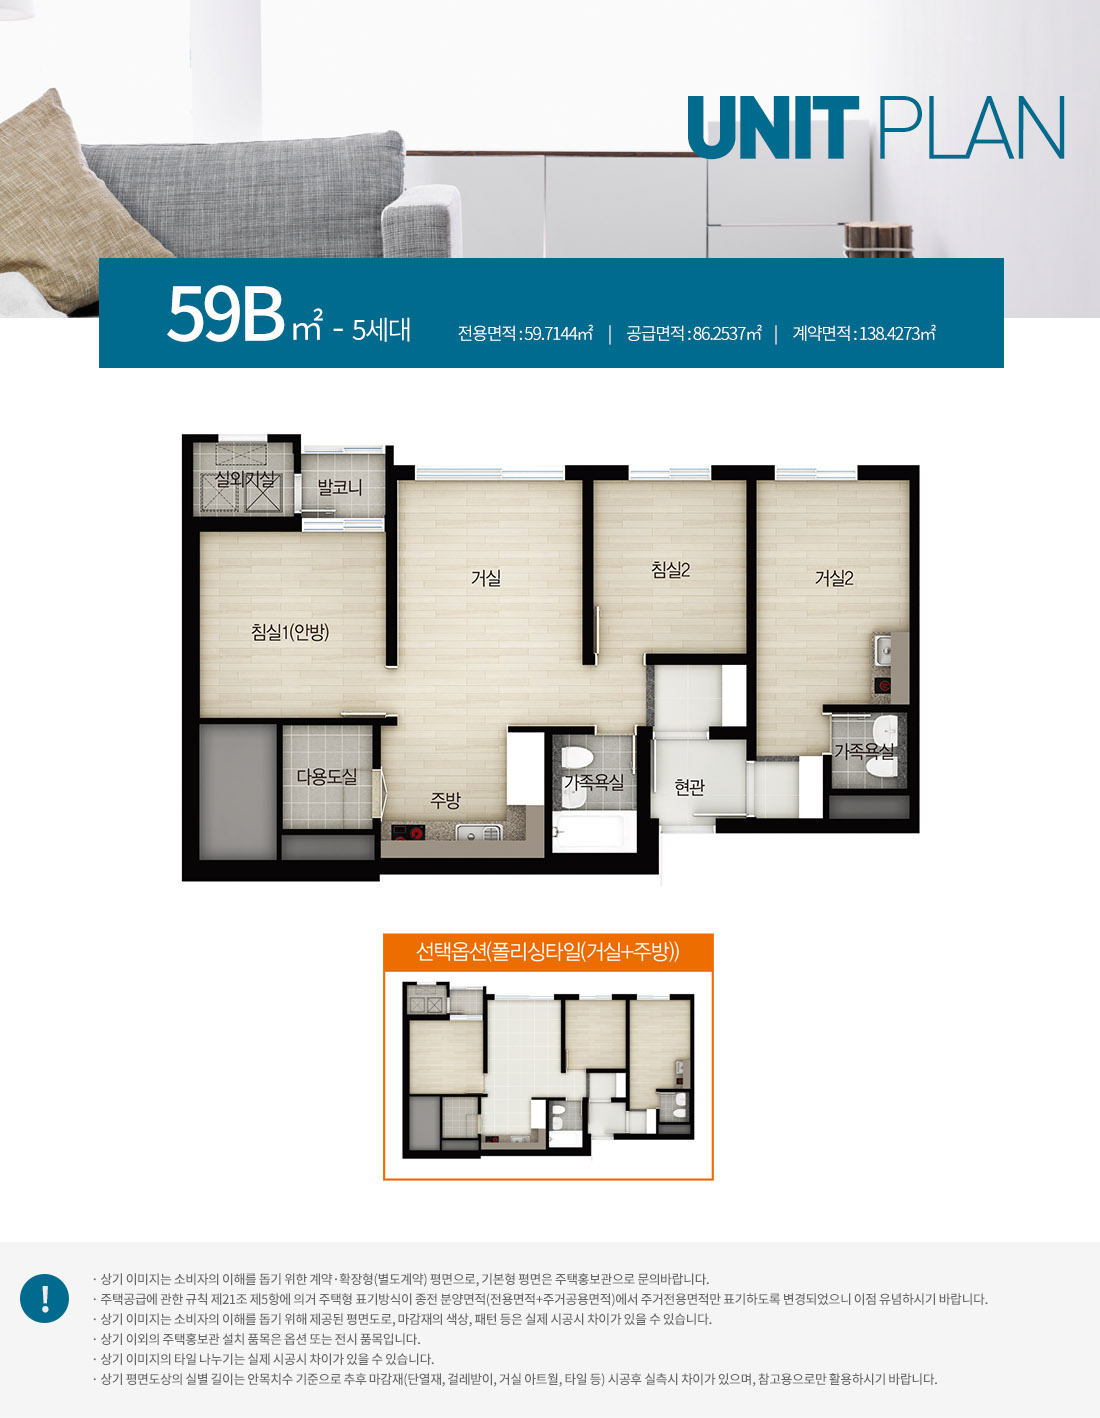 UNIT PLAN
59B㎡ - 5세대
전용면적 : 59.7144㎡ | 공급면적 : 86.2537㎡ | 계약면적 : 138.4273㎡
실외기실
발코니
거실
침실2
거실2
침실1(안방)
다용도실
주방
가족욕실
현관
가족욕실
선택옵션(폴리싱타일(거실+주방))
!
· 상기 이미지는 소비자의 이해를 돕기 위한 계약·확장형(별도계약) 평면으로, 기본형 평면은 주택홍보관으로 문의바랍니다.
· 주택공급에 관한 규칙 제21조 제5항에 의거 주택형 표기방식이 종전 분양면적(전용면적+주거공용면적)에서 주거전용면적만 표기하도록 변경되었으니 이점 유념하시기 바랍니다.
· 상기 이미지는 소비자의 이해를 돕기 위해 제공된 평면도로, 마감재의 색상, 패턴 등은 실제 시공시 차이가 있을 수 있습니다.
· 상기 이외의 주택홍보관 설치 품목은 옵션 또는 전시 품목입니다.
· 상기 이미지의 타일 나누기는 실제 시공시 차이가 있을 수 있습니다.
· 상기 평면도상의 실별 길이는 안목치수 기준으로 추후 마감재(단열재, 걸레받이, 거실 아트월, 타일 등) 시공후 실측시 차이가 있으며, 참고용으로만 활용하시기 바랍니다.